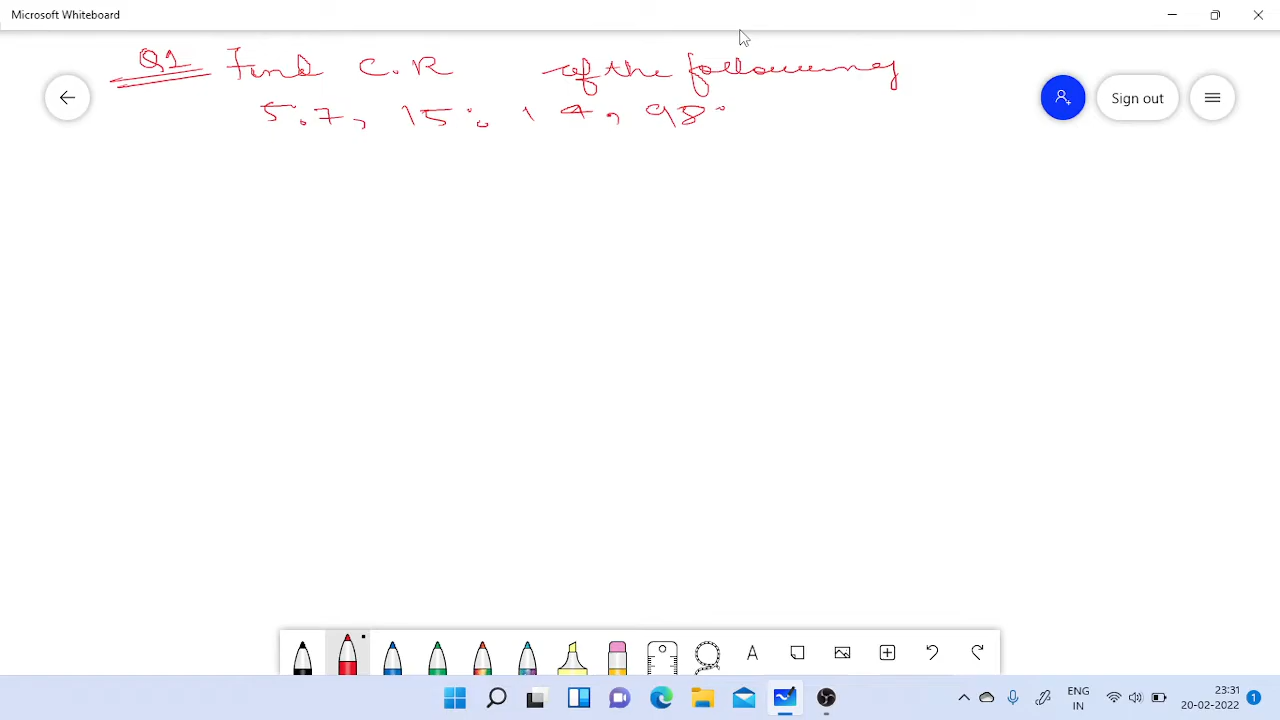 Microsoft Whiteboard
Q1 Find C.R of the following
Sign out
5:7, 15:14, 98:
A
ENG
IN
23:31
20-02-2022
1